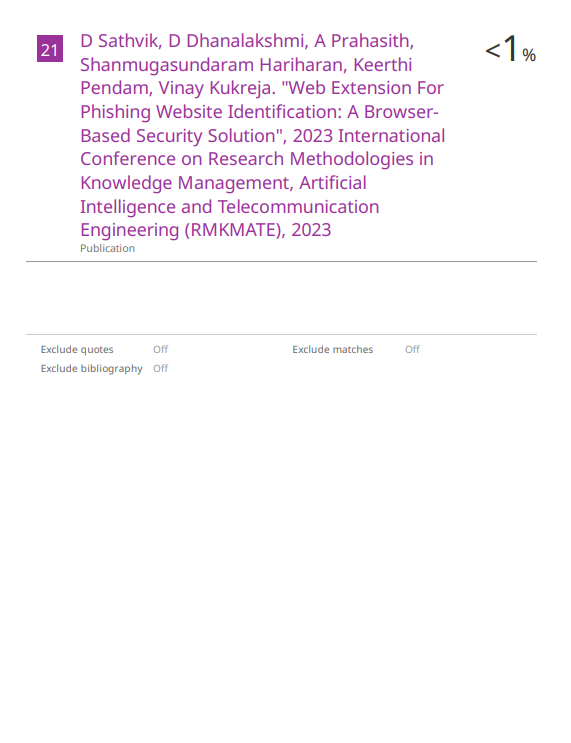 21
D Sathvik, D Dhanalakshmi, A Prahasith,
Shanmugasundaram Hariharan, Keerthi
Pendam, Vinay Kukreja. "Web Extension For
Phishing Website Identification: A Browser-
Based Security Solution", 2023 International
Conference on Research Methodologies in
Knowledge Management, Artificial
Intelligence and Telecommunication
Engineering (RMKMATE), 2023
Publication
<1%
Exclude quotes Off
Exclude matches Off
Exclude bibliography Off